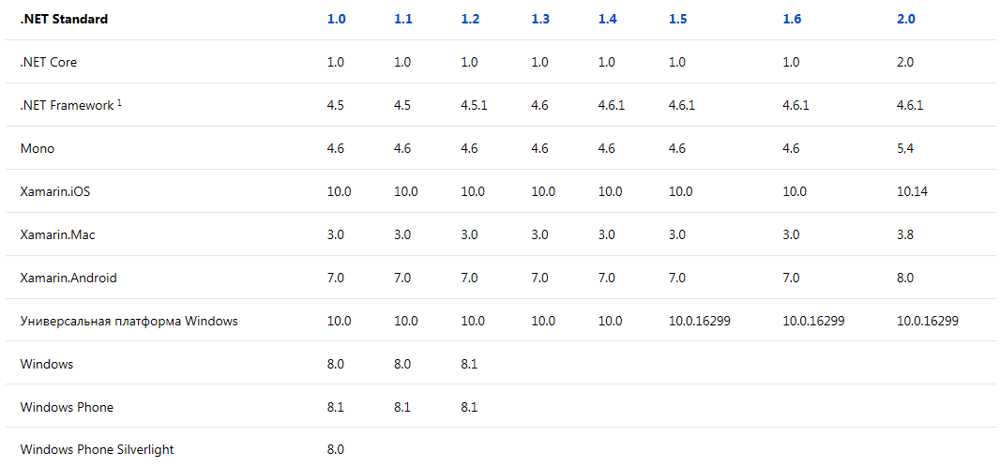 .NET Standard 1.0 1.1 1.2 1.3 1.4 1.5 1.6 2.0
.NET Core 1.0 1.0 1.0 1.0 1.0 1.0 1.0 2.0
.NET Framework 1 4.5 4.5 4.5.1 4.6 4.6.1 4.6.1 4.6.1 4.6.1
Mono 4.6 4.6 4.6 4.6 4.6 4.6 4.6 5,4
Xamarin.iOS 10.0 10.0 10.0 10.0 10.0 10.0 10.0 10.14
Xamarin.Mac 3.0 3.0 3.0 3.0 3.0 3.0 3.0 3.8
Xamarin.Android 7.0 7.0 7.0 7.0 7.0 7.0 7.0 8.0
Универсальная платформа Windows 10.0 10.0 10.0 10.0 10.0 10.0.16299 10.0.16299 10.0.16299
Windows 8.0 8.0 8.1
Windows Phone 8.1 8.1 8.1
Windows Phone Silverlight 8.0